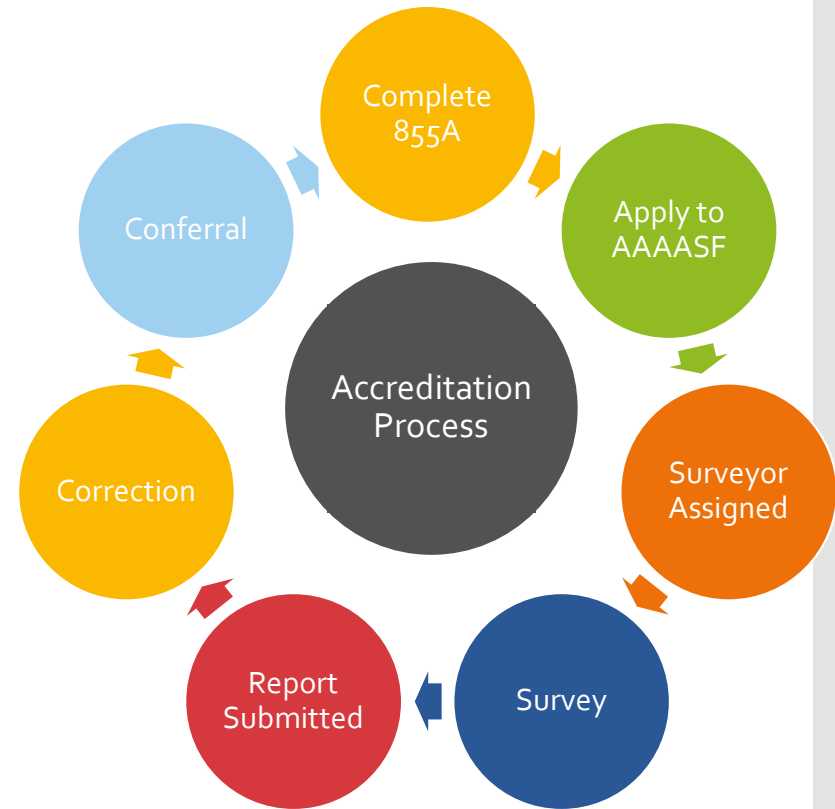 Complete
855A
Apply to
AAAASF
Surveyor
Assigned
Survey
Report
Submitted
Correction
Conferral
Accreditation
Process